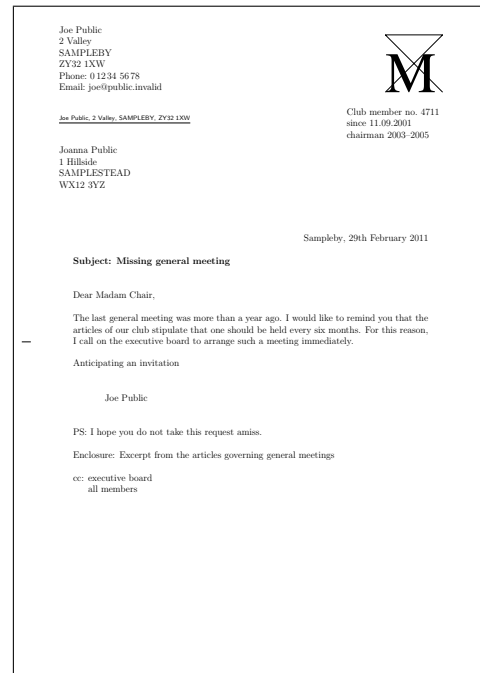 Joe Public
2 Valley
SAMPLEBY
ZY32 1XW
Phone: 0 12 34 56 78
Email: joe@public.invalid
M
Club member no. 4711
since 11.09.2001
chairman 2003–2005
Joe Public, 2 Valley, SAMPLEBY, ZY32 1XW
Joanna Public
1 Hillside
SAMPLESTEAD
WX12 3YZ
Sampleby, 29th February 2011
Subject: Missing general meeting
Dear Madam Chair,
The last general meeting was more than a year ago. I would like to remind you that the
articles of our club stipulate that one should be held every six months. For this reason,
I call on the executive board to arrange such a meeting immediately.
Anticipating an invitation
Joe Public
PS: I hope you do not take this request amiss.
Enclosure: Excerpt from the articles governing general meetings
cc: executive board
all members